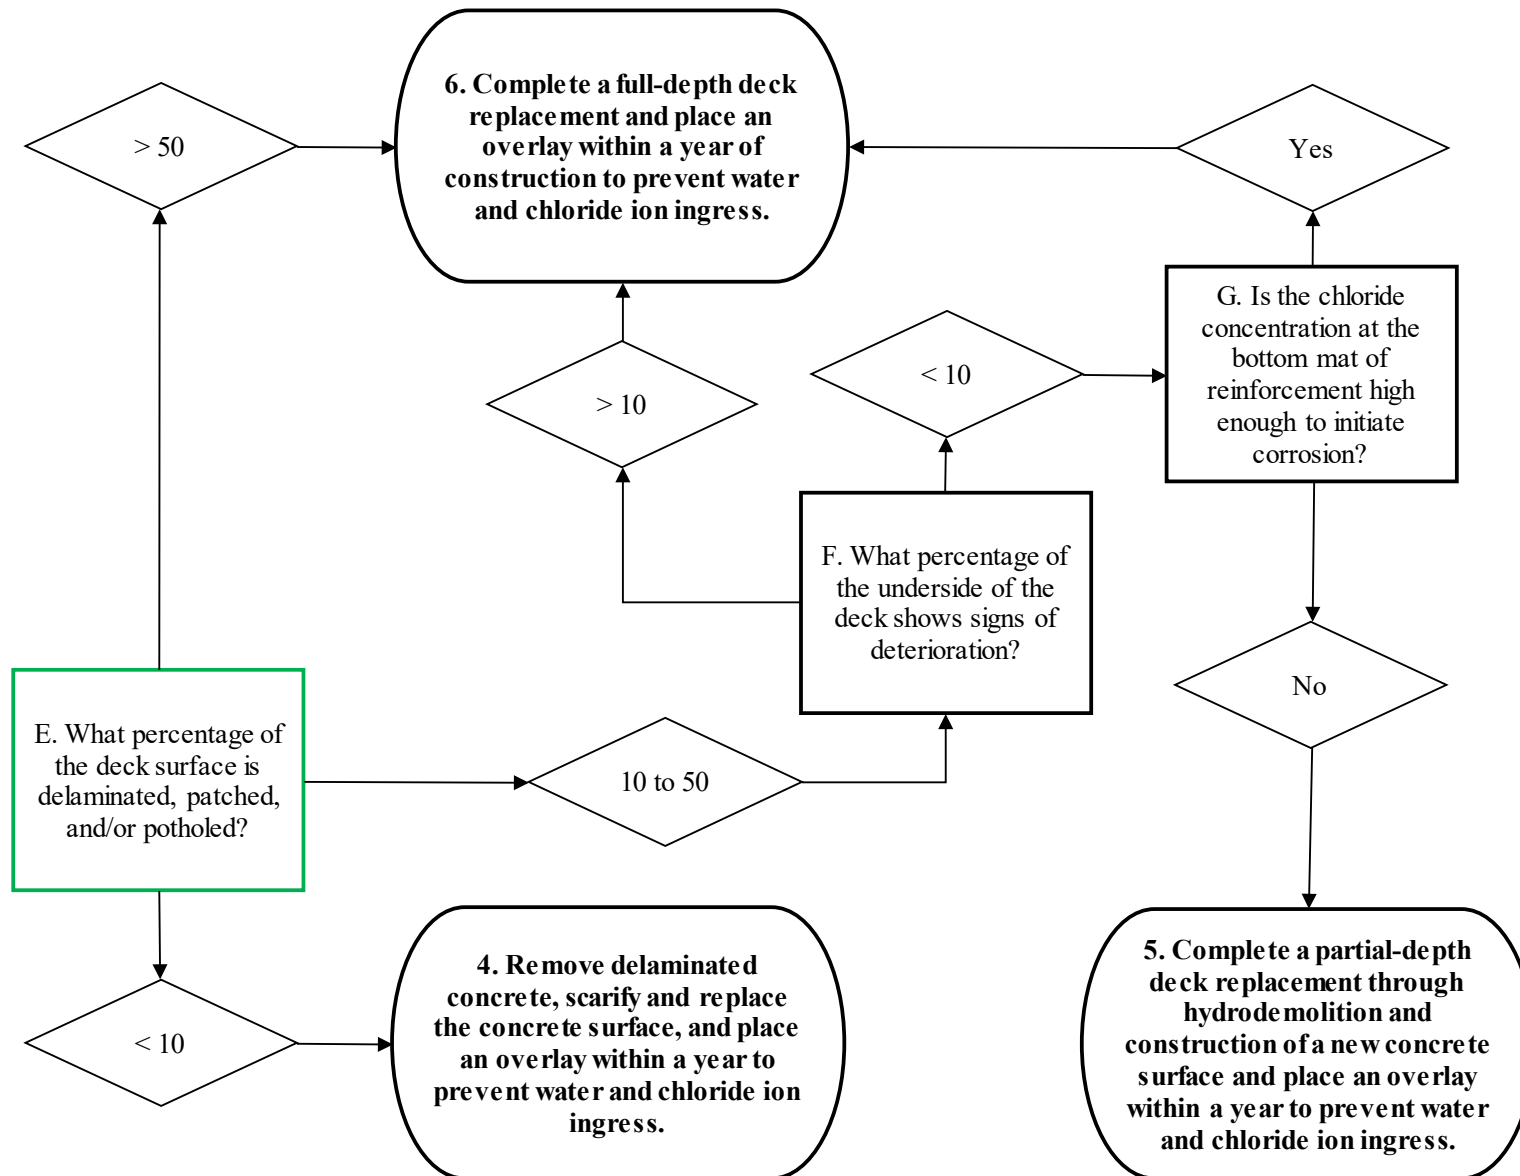 > 50
6. Complete a full-depth deck
replacement and place an
overlay within a year of
construction to prevent water
and chloride ion ingress.
Yes
G. Is the chloride
concentration at the
bottom mat of
reinforcement high
enough to initiate
corrosion?
< 10
> 10
F. What percentage of
the underside of the
deck shows signs of
deterioration?
No
E. What percentage of
the deck surface is
delaminated, patched,
and/or potholed?
10 to 50
< 10
4. Remove delaminated
concrete, scarify and replace
the concrete surface, and place
an overlay within a year to
prevent water and chloride ion
ingress.
5. Complete a partial-depth
deck replacement through
hydrodemolition and
construction of a new concrete
surface and place an overlay
within a year to prevent water
and chloride ion ingress.